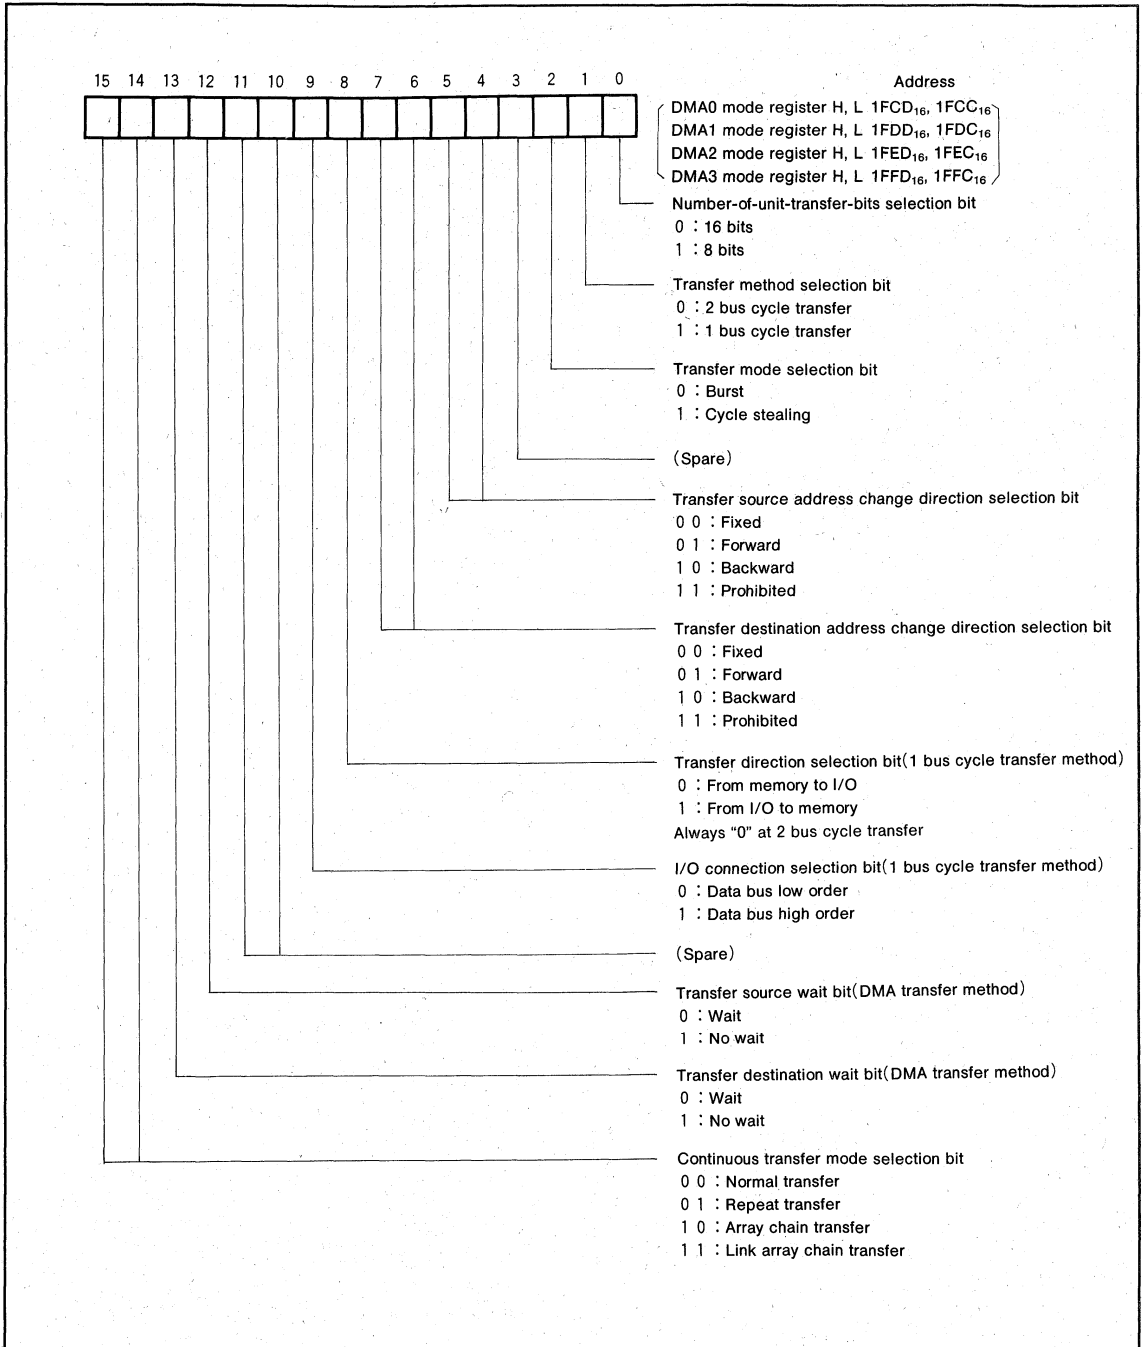 15 14 13 12 11 10 9 8 7 6 5 4 3 2 1 0
Address
DMA0 mode register H, L 1FCD₁₆, 1FCC₁₆
DMA1 mode register H, L 1FDD₁₆, 1FDC₁₆
DMA2 mode register H, L 1FED₁₆, 1FEC₁₆
DMA3 mode register H, L 1FFD₁₆, 1FFC₁₆
Number-of-unit-transfer-bits selection bit
0 : 16 bits
1 : 8 bits
Transfer method selection bit
0 : 2 bus cycle transfer
1 : 1 bus cycle transfer
Transfer mode selection bit
0 : Burst
1 : Cycle stealing
(Spare)
Transfer source address change direction selection bit
0 0 : Fixed
0 1 : Forward
1 0 : Backward
1 1 : Prohibited
Transfer destination address change direction selection bit
0 0 : Fixed
0 1 : Forward
1 0 : Backward
1 1 : Prohibited
Transfer direction selection bit(1 bus cycle transfer method)
0 : From memory to I/O
1 : From I/O to memory
Always “0” at 2 bus cycle transfer
I/O connection selection bit(1 bus cycle transfer method)
0 : Data bus low order
1 : Data bus high order
(Spare)
Transfer source wait bit(DMA transfer method)
0 : Wait
1 : No wait
Transfer destination wait bit(DMA transfer method)
0 : Wait
1 : No wait
Continuous transfer mode selection bit
0 0 : Normal transfer
0 1 : Repeat transfer
1 0 : Array chain transfer
1 1 : Link array chain transfer